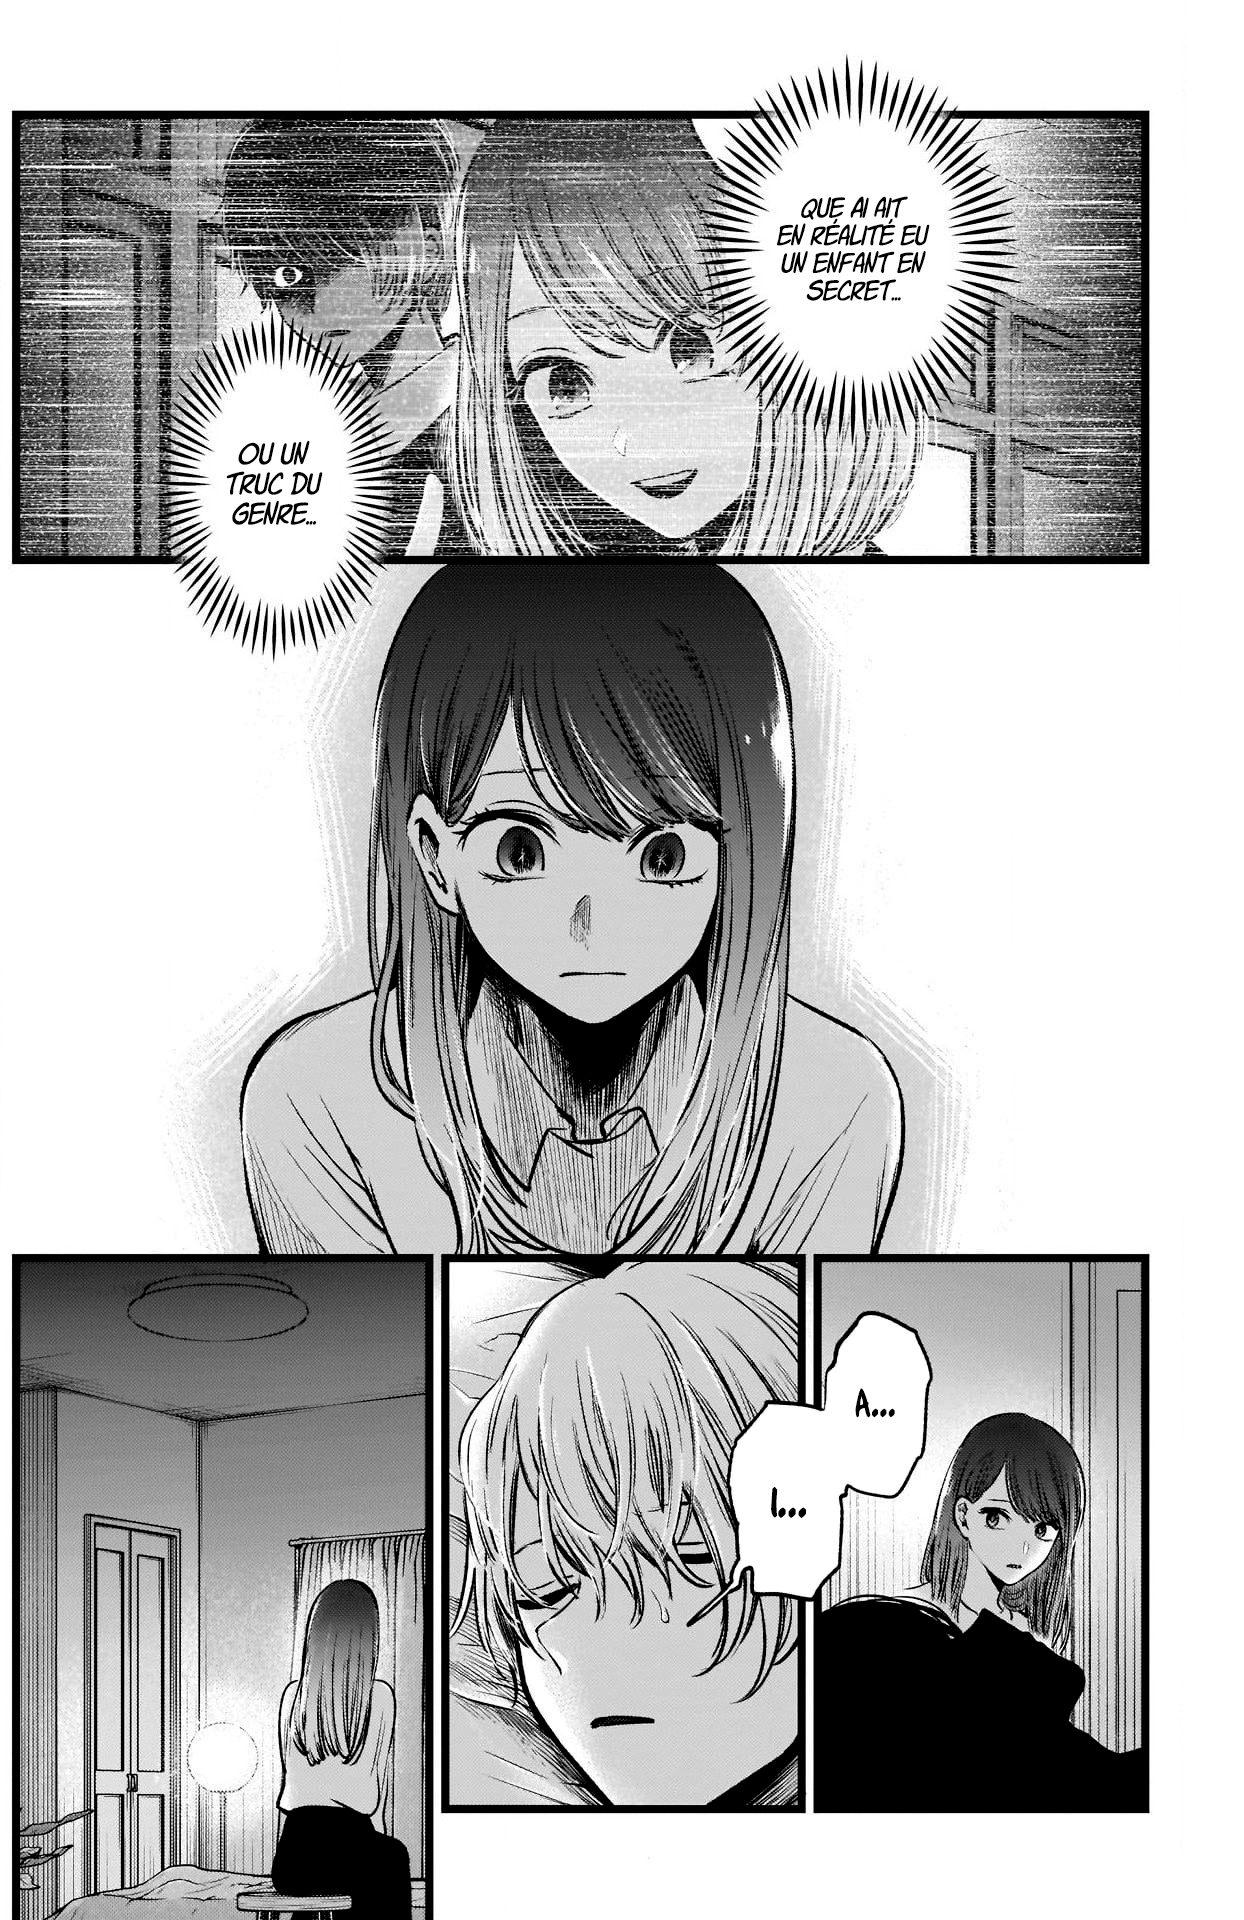 QUE AI AIT
EN RÉALITÉ EU
UN ENFANT EN
SECRET...
OU UN
TRUC DU
GENRE...
A...
I...